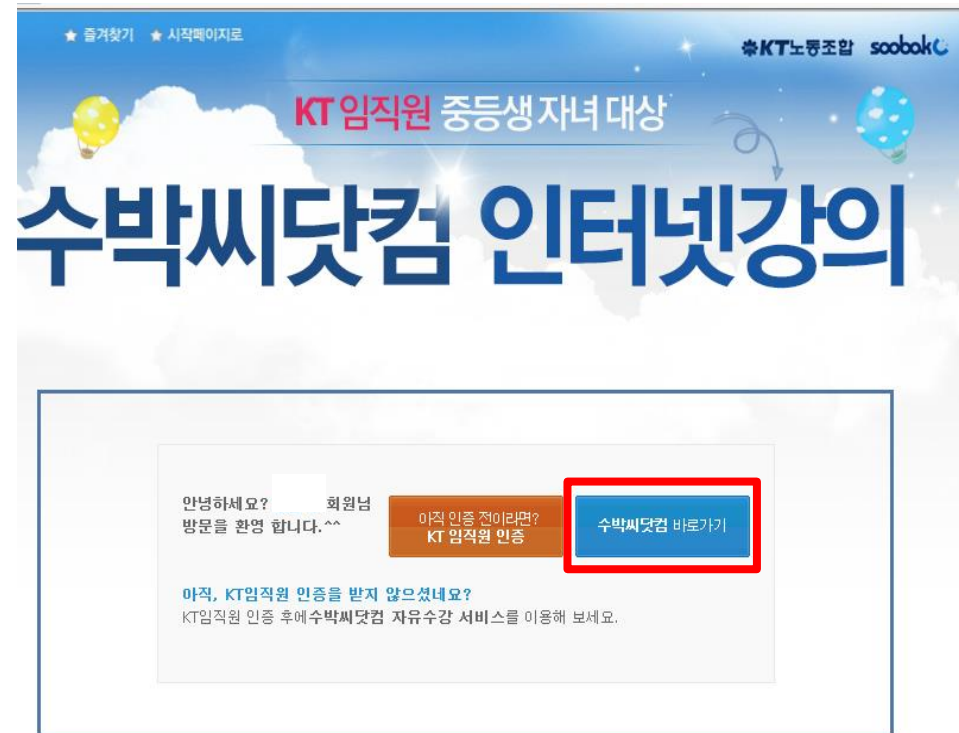 ★ 즐겨찾기 ★ 시작페이지로
KT노동조합 soobakC
KT 임직원 중등생 자녀 대상
수박씨닷컴 인터넷강의
안녕하세요? 회원님
방문을 환영 합니다.^^
아직 인증 전이라면?
KT 임직원 인증
수박씨닷컴 바로가기
아직, KT임직원 인증을 받지 않으셨네요?
KT임직원 인증 후에수박씨닷컴 자유수강 서비스를 이용해 보세요.